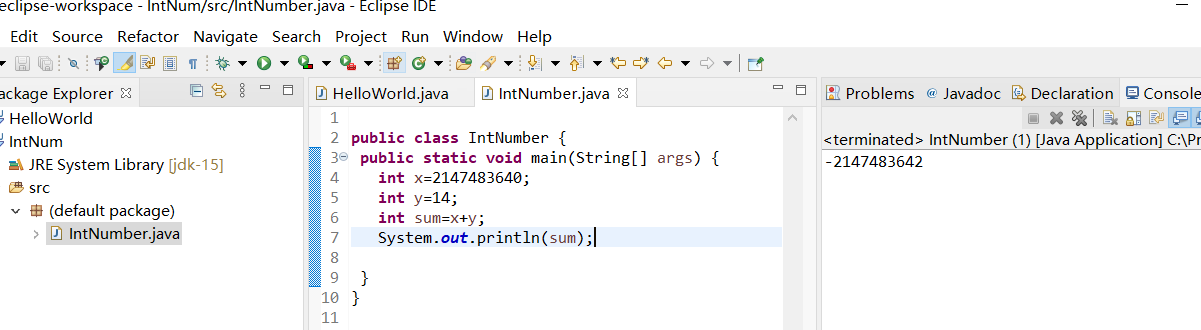 eclipse-workspace - IntNum/src/IntNumber.java - Eclipse IDE
Edit Source Refactor Navigate Search Project Run Window Help
ackage Explorer
HelloWorld
IntNum
JRE System Library [jdk-15]
src
(default package)
IntNumber.java
HelloWorld.java IntNumber.java
1
2 public class IntNumber {
3 public static void main(String[] args) {
4 int x=2147483640;
5 int y=14;
6 int sum=x+y;
7 System.out.println(sum);
8
9 }
10 }
11
Problems @ Javadoc Declaration Console
<terminated> IntNumber (1) [Java Application] C:\Pr
-2147483642